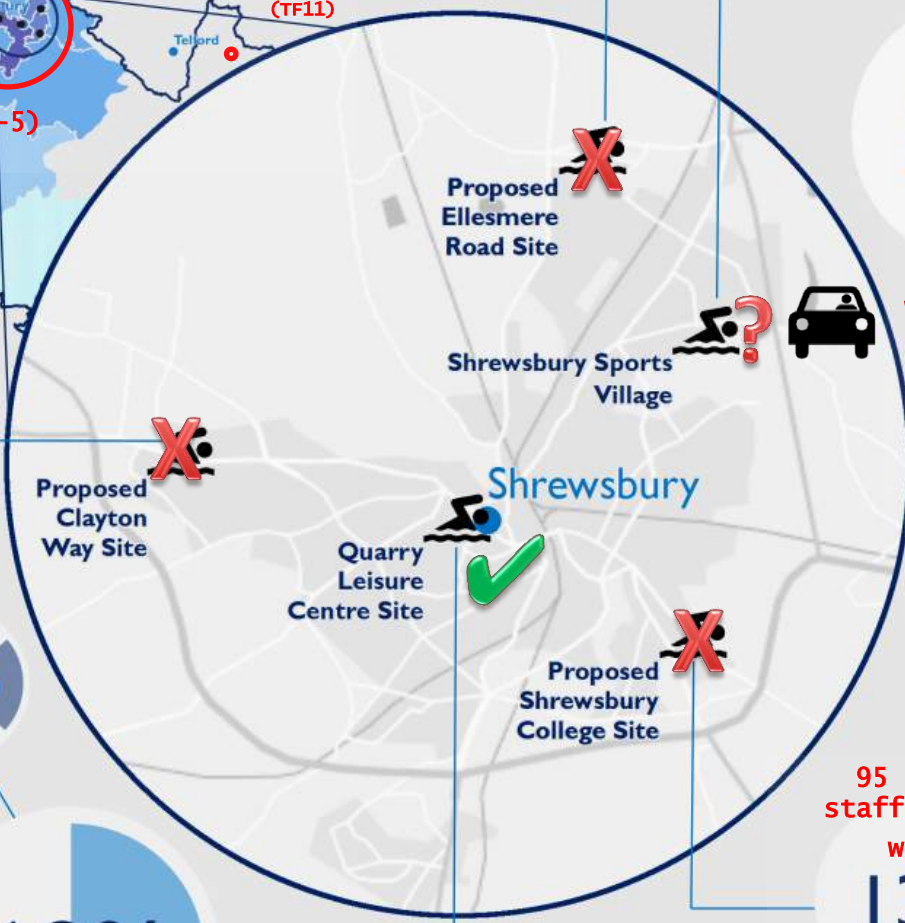 (TF11)
Telford
-5)
Proposed
Ellesmere
Road Site
Shrewsbury Sports
Village
?
Shrewsbury
Proposed
Clayton
Way Site
Quarry
Leisure
Centre Site
Proposed
Shrewsbury
College Site
95
staff
w